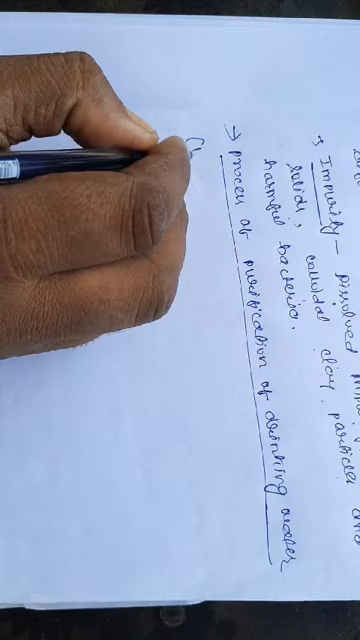 → Impurity – Dissolved
solids, colloidal clay, particles and
harmful bacteria.
→ process of purification of drinking water